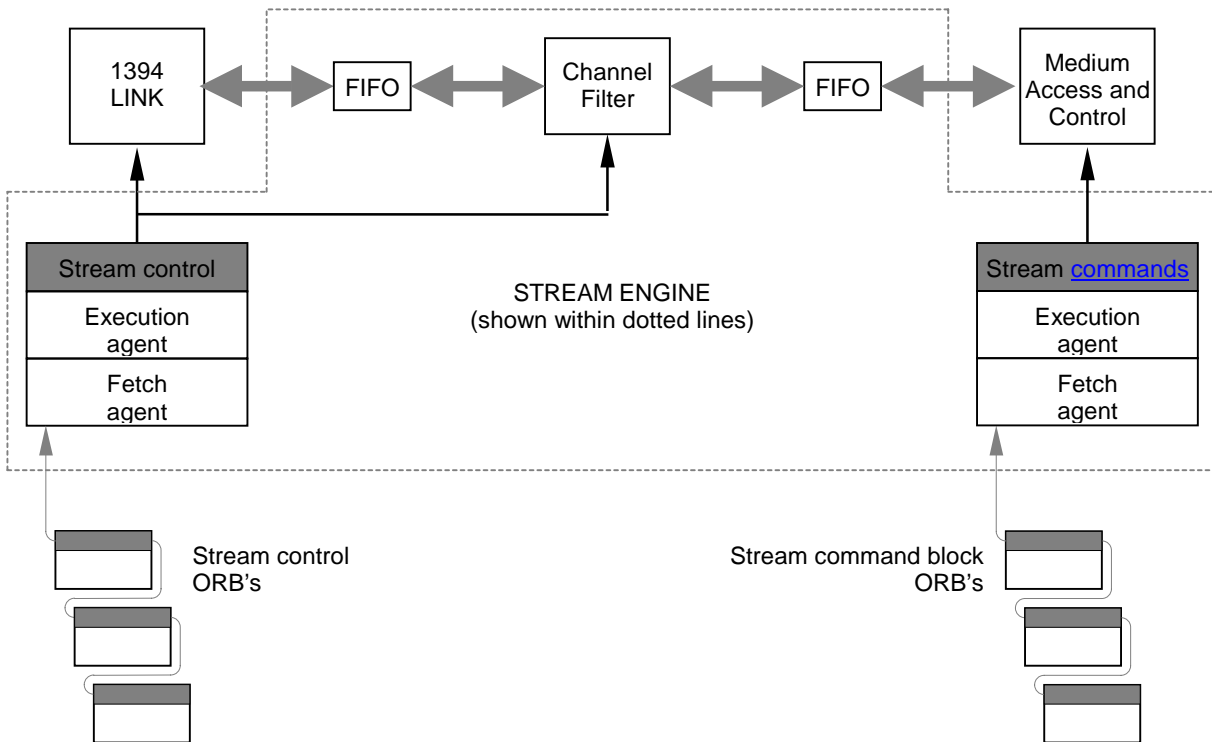 1394
LINK
FIFO
Channel
Filter
FIFO
Medium
Access and
Control
Stream control
Execution
agent
Fetch
agent
STREAM ENGINE
(shown within dotted lines)
Stream commands
Execution
agent
Fetch
agent
Stream control
ORB's
Stream command block
ORB's